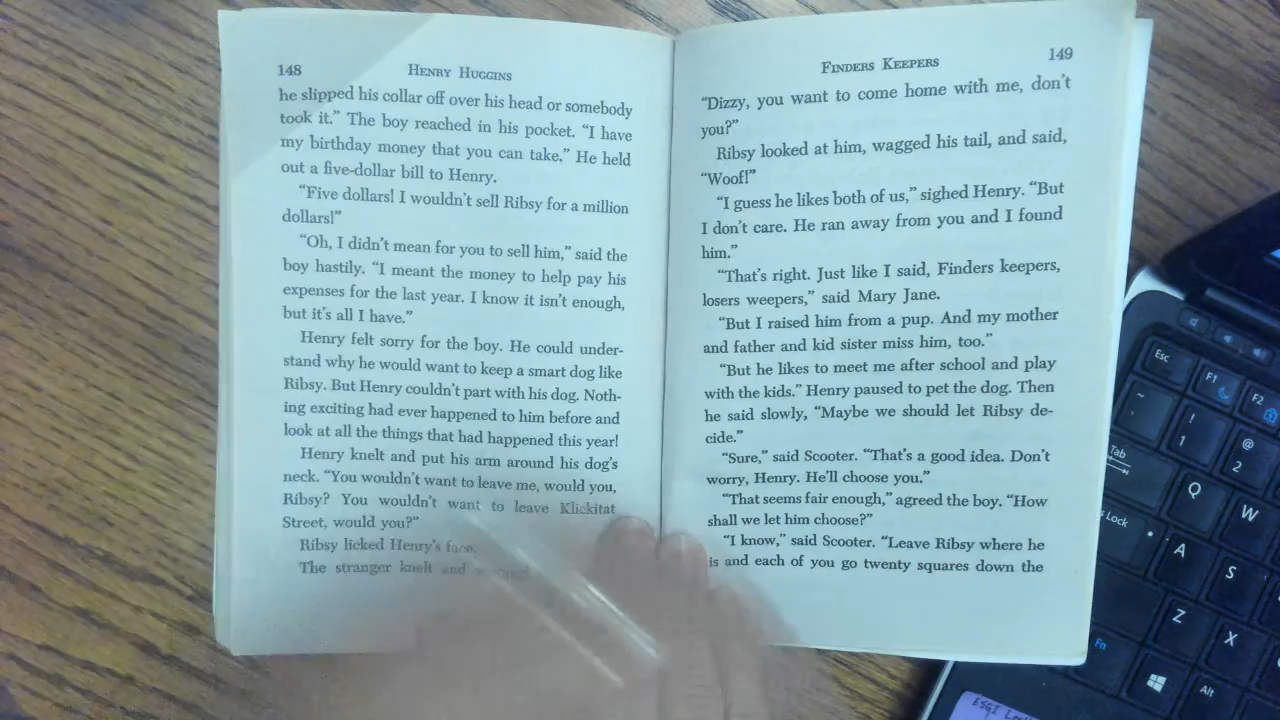 148
HENRY HUGGINS
he slipped his collar off over his head or somebody
took it.” The boy reached in his pocket. “I have
my birthday money that you can take.” He held
out a five-dollar bill to Henry.
“Five dollars! I wouldn’t sell Ribsy for a million
dollars!”
“Oh, I didn’t mean for you to sell him,” said the
boy hastily. “I meant the money to help pay his
expenses for the last year. I know it isn’t enough,
but it’s all I have.”
Henry felt sorry for the boy. He could under-
stand why he would want to keep a smart dog like
Ribsy. But Henry couldn’t part with his dog. Noth-
ing exciting had ever happened to him before and
look at all the things that had happened this year!
Henry knelt and put his arm around his dog’s
neck. “You wouldn’t want to leave me, would you,
Ribsy? You wouldn’t want to leave Klickitat
Street, would you?”
Ribsy licked Henry’s face.
The stranger knelt and
FINDERS KEEPERS
149
“Dizzy, you want to come home with me, don’t
you?”
Ribsy looked at him, wagged his tail, and said,
“Woof!”
“I guess he likes both of us,” sighed Henry. “But
I don’t care. He ran away from you and I found
him.”
“That’s right. Just like I said, Finders keepers,
losers weepers,” said Mary Jane.
“But I raised him from a pup. And my mother
and father and kid sister miss him, too.”
“But he likes to meet me after school and play
with the kids.” Henry paused to pet the dog. Then
he said slowly, “Maybe we should let Ribsy de-
cide.”
“Sure,” said Scooter. “That’s a good idea. Don’t
worry, Henry. He’ll choose you.”
“That seems fair enough,” agreed the boy. “How
shall we let him choose?”
“I know,” said Scooter. “Leave Ribsy where he
is and each of you go twenty squares down the
Esc
F1
F2
~
!
1
@
2
Tab
Q
W
Lock
A
S
Z
X
Fn
Alt